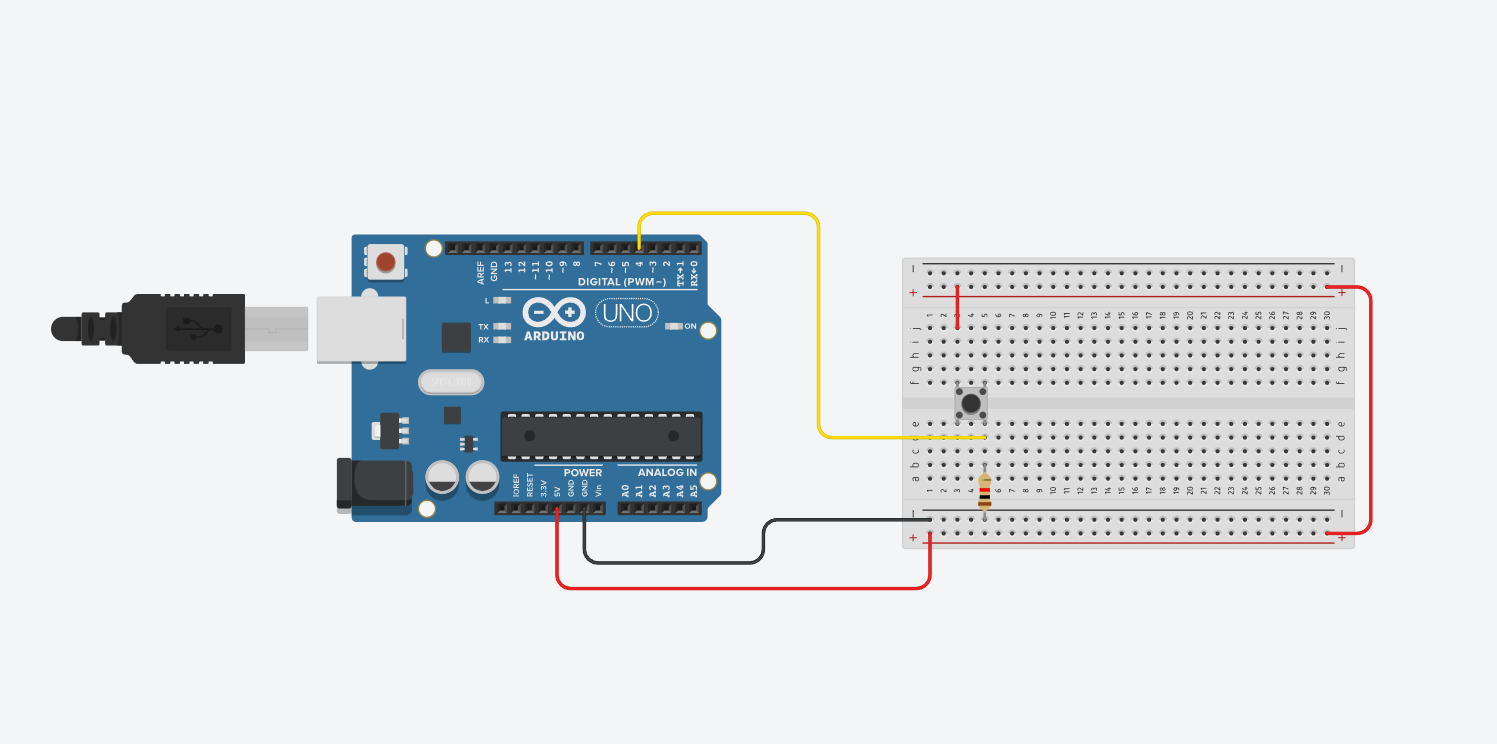 AREF
GND
13
12
~11
~10
~9
8
7
~6
~5
4
~3
2
TX→1
RX←0
DIGITAL (PWM~)
L
TX
RX
UNO
ARDUINO
ON
POWER
ANALOG IN
IOREF
RESET
3.3V
5V
GND
GND
Vin
A0
A1
A2
A3
A4
A5
− −
+ +
1 2 3 4 5 6 7 8 9 10 11 12 13 14 15 16 17 18 19 20 21 22 23 24 25 26 27 28 29 30
j j
i i
h h
g g
f f
e e
d d
c c
b b
a a
1 2 3 4 5 6 7 8 9 10 11 12 13 14 15 16 17 18 19 20 21 22 23 24 25 26 27 28 29 30
− −
+ +